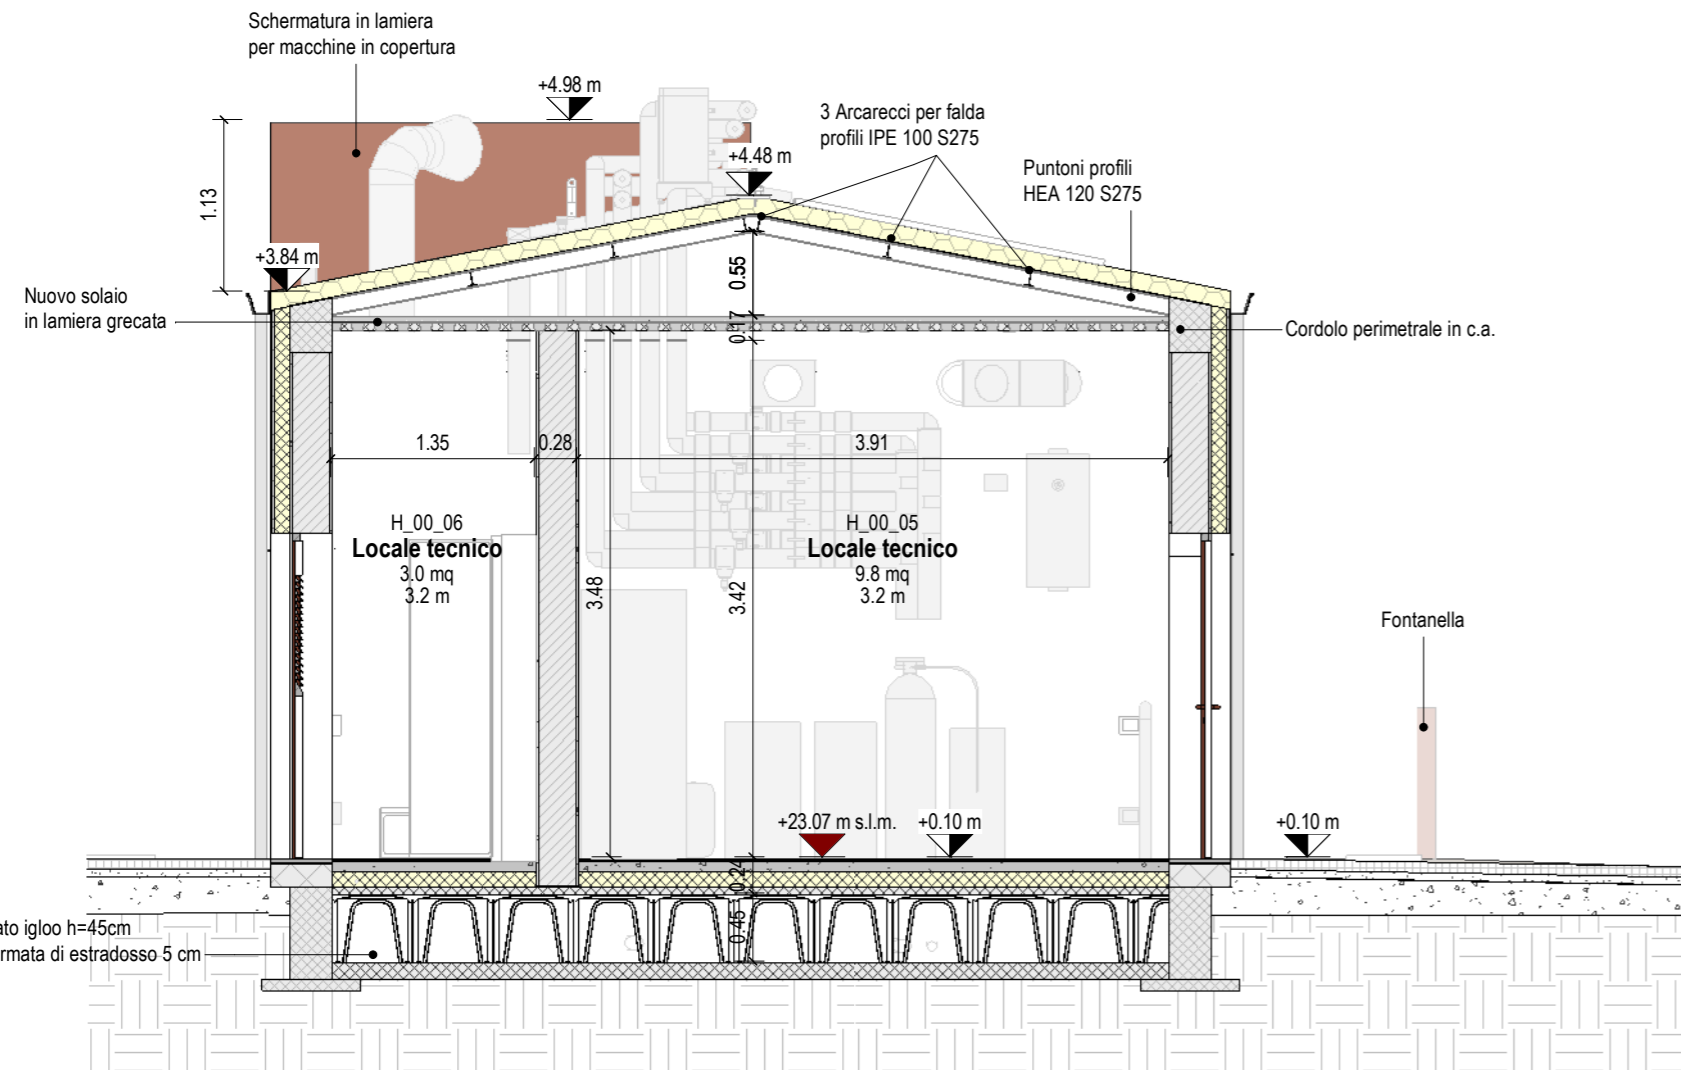 Schermatura in lamiera
per macchine in copertura
+4.98 m
3 Arcarecci per falda
profili IPE 100 S275
+4.48 m
Puntoni profili
HEA 120 S275
1.13
+3.84 m
0.55
Nuovo solaio
in lamiera grecata
0.17
Cordolo perimetrale in c.a.
1.35
0.28
3.91
H_00_06
Locale tecnico
3.0 mq
3.2 m
3.48
3.42
H_00_05
Locale tecnico
9.8 mq
3.2 m
Fontanella
+23.07 m s.l.m.
+0.10 m
+0.10 m
0.24
0.45
ato igloo h=45cm
rmata di estradosso 5 cm